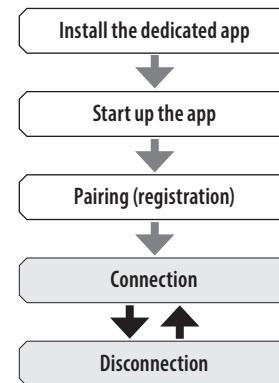 Install the dedicated app
Start up the app
Pairing (registration)
Connection
Disconnection